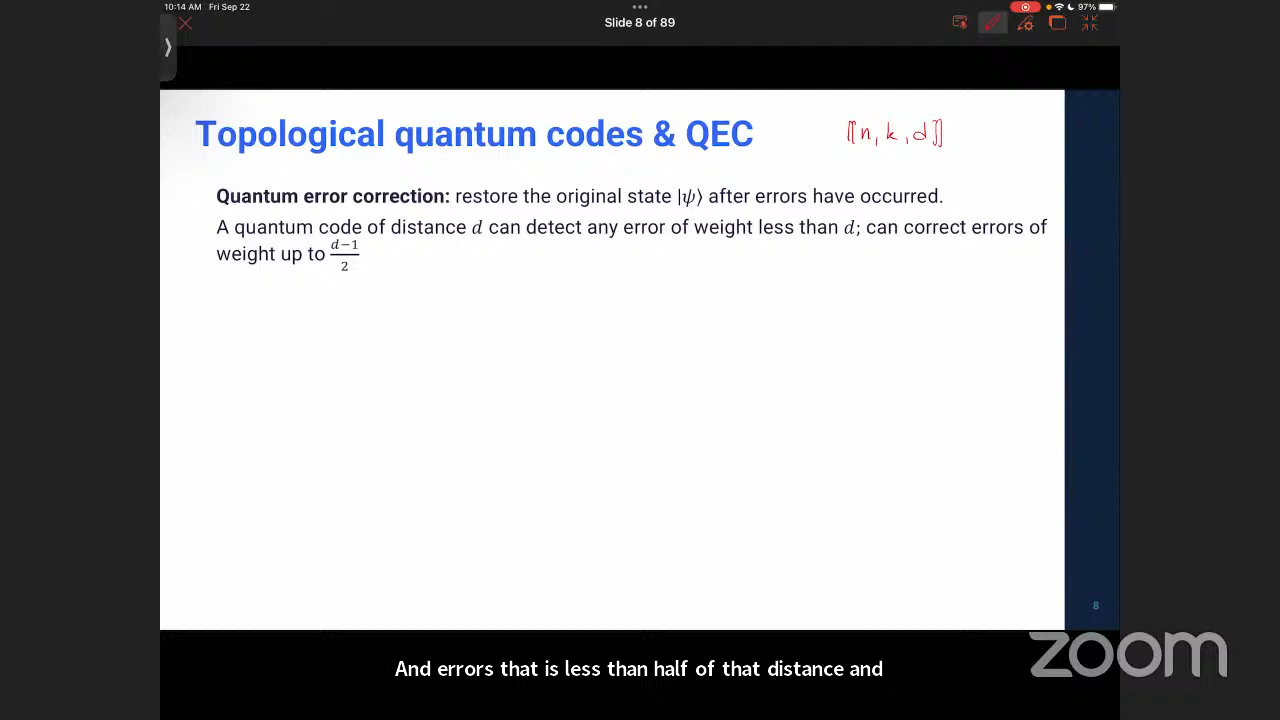 10:14 AM Fri Sep 22
97%
Slide 8 of 89
Topological quantum codes & QEC
[[n, k, d]]
Quantum error correction: restore the original state |ψ⟩ after errors have occurred.
A quantum code of distance d can detect any error of weight less than d; can correct errors of
weight up to (d−1)/2
8
And errors that is less than half of that distance and
zoom